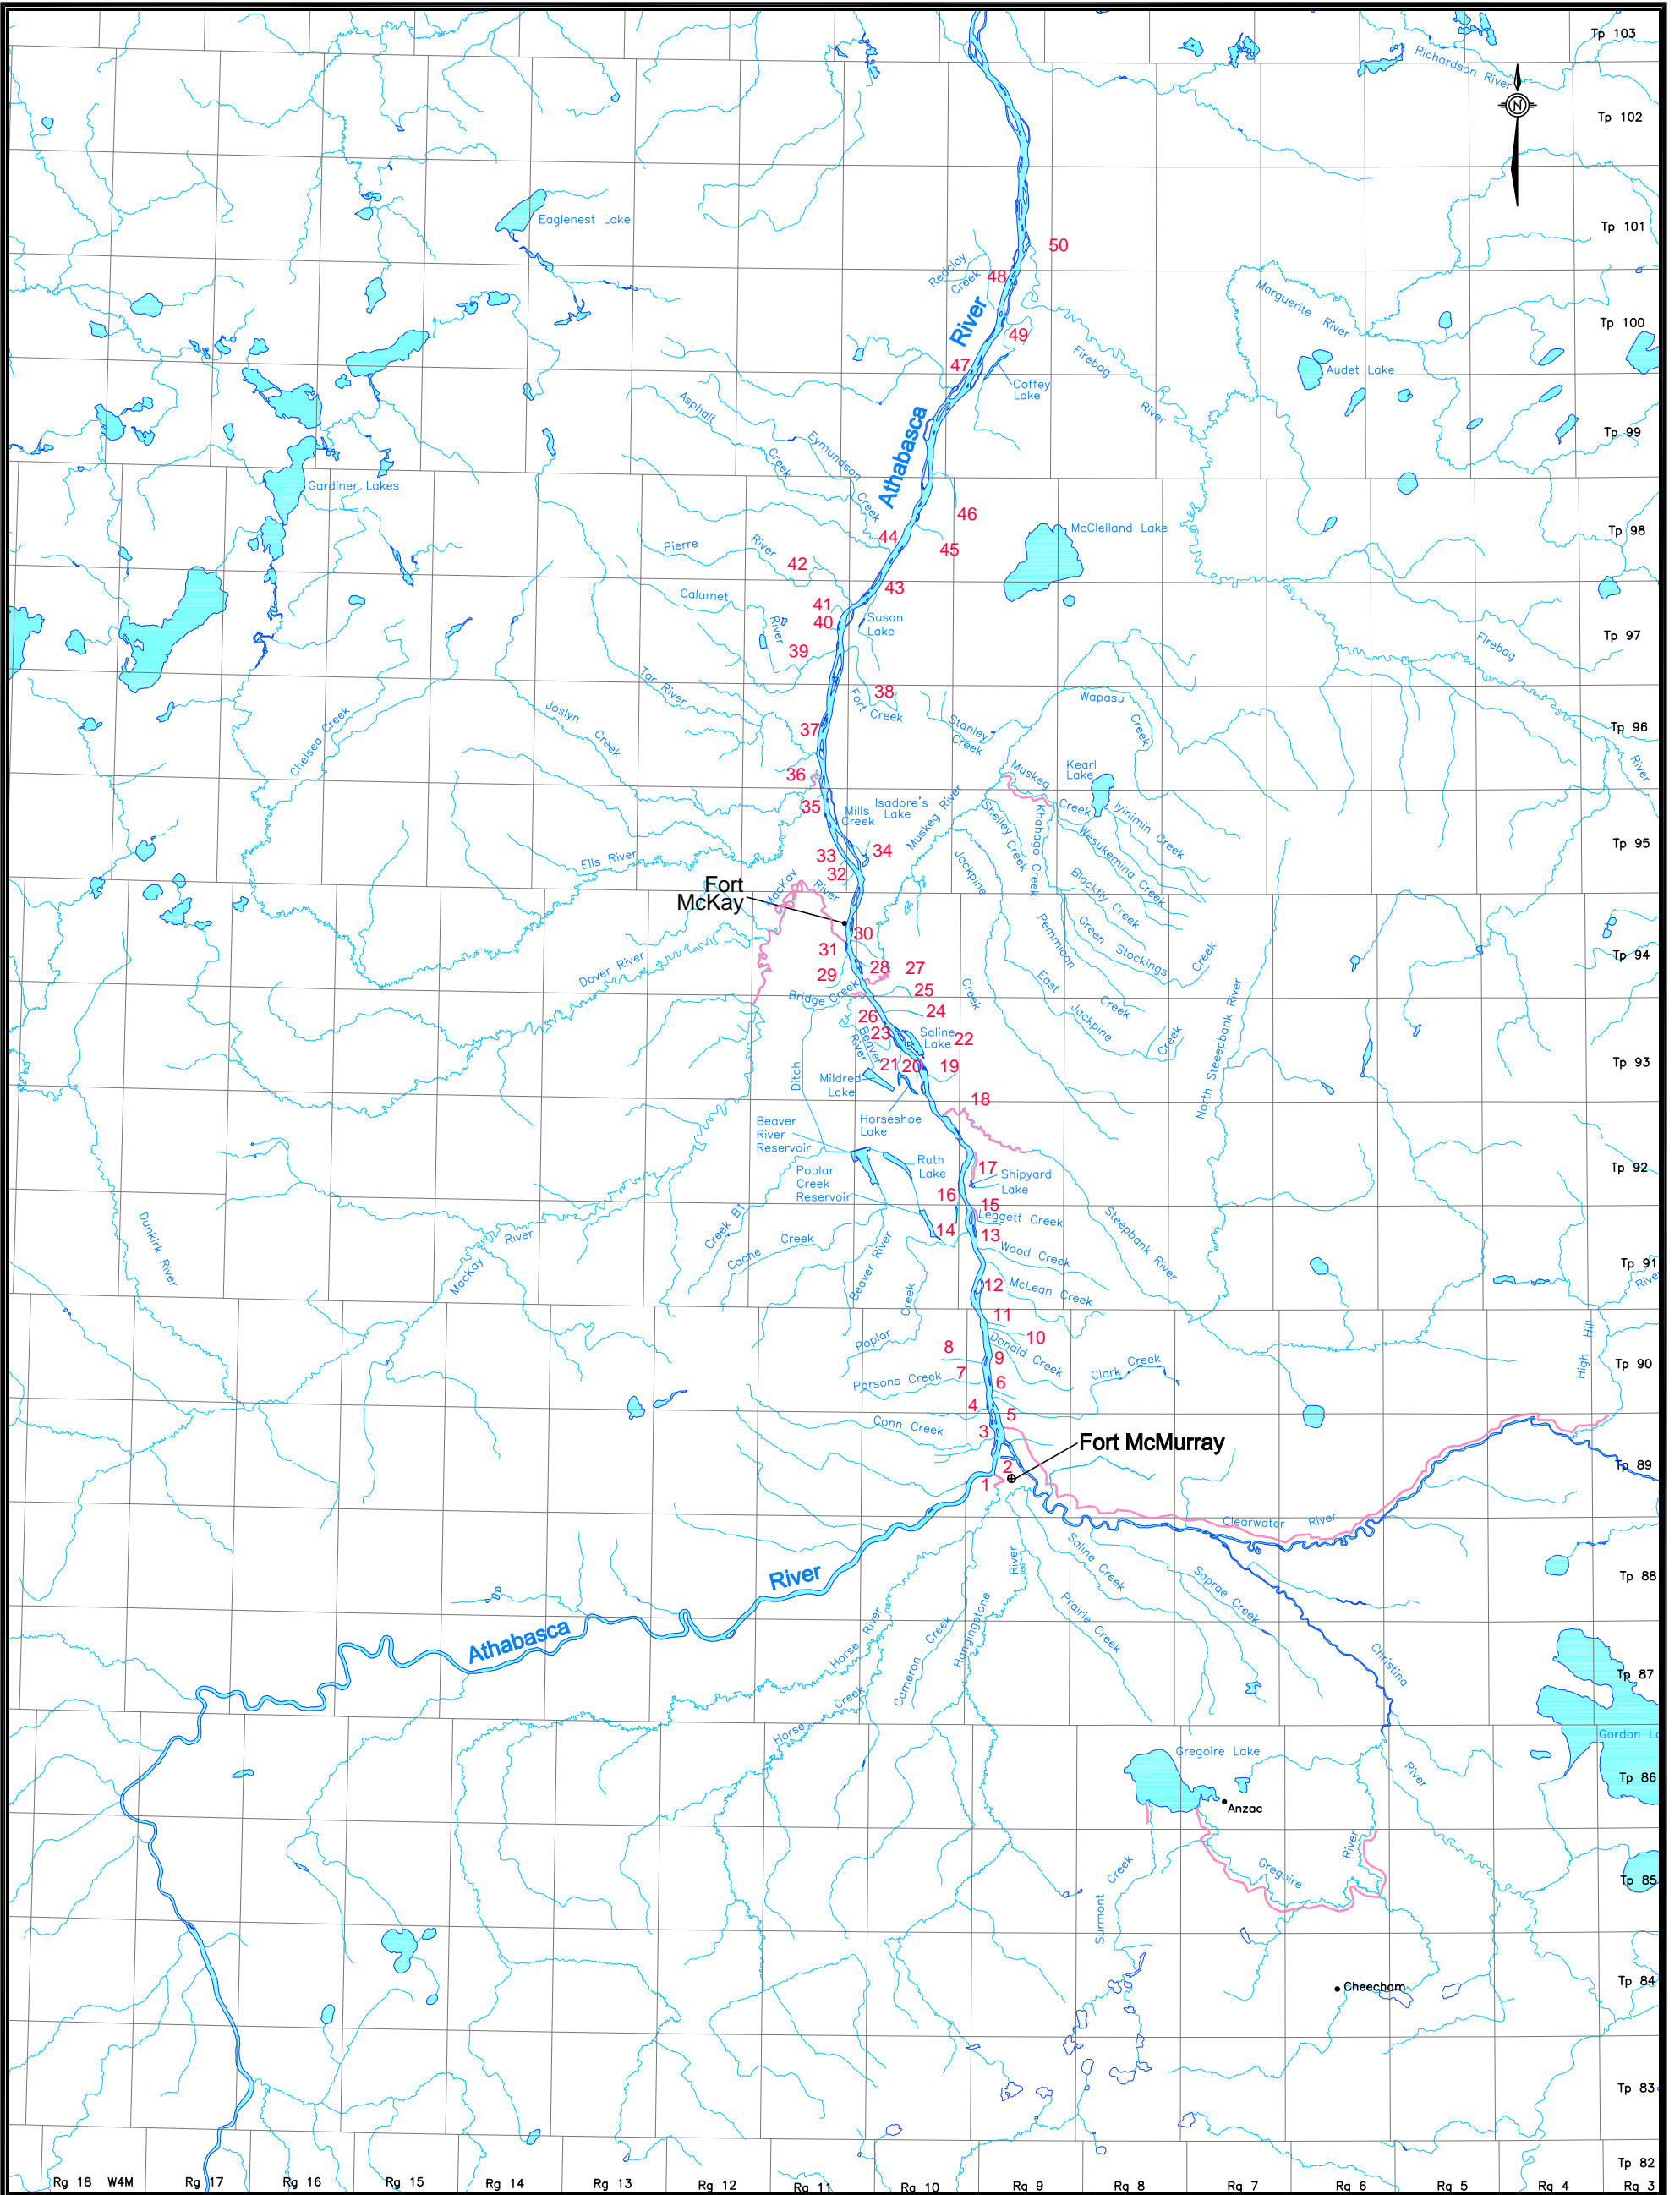 Tp 103
Richardson River
N
Tp 102
Tp 101
Eaglenest Lake
50
Redclay
Creek
48
River
Marguerite River
Tp 100
49
Firebag
47
Audet Lake
Coffey
Lake
Asphalt
River
Athabasca
Eymundson
Tp 99
Creek
Gardiner Lakes
Creek
46
McClelland Lake
Tp 98
44
Pierre
River
45
42
43
Calumet
41
40
Susan
Lake
River
Tp 97
Firebag
39
Tar River
38
Fort
Creek
Wapasu
Creek
Joslyn
Creek
Chelsea Creek
37
Stanley
Creek
Tp 96
River
36
Kearl
Lake
Muskeg
Creek
35
Isadore's
Lake
Mills
Creek
Muskeg River
Shelley Creek
Khahago Creek
Iyinimin Creek
Wesukemina Creek
Tp 95
33
34
Jackpine
Ells River
32
Blackfly Creek
Fort
McKay
MacKay
River
Green Stockings
Creek
Pemmican
Creek
30
31
Tp 94
28
27
Dover River
29
East
Jackpine
Creek
25
Bridge Creek
Creek
24
26
23
Saline
Lake
22
Beaver
River
North Steeepbank River
Tp 93
21
20
19
Mildred
Lake
Ditch
18
Horseshoe
Lake
Beaver
River
Reservoir
Ruth
Lake
17
Shipyard
Lake
Tp 92
Poplar
Creek
Reservoir
16
15
Leggett Creek
Steepbank River
Dunkirk River
Creek B1
14
13
MacKay River
Cache Creek
Wood Creek
Beaver River
Tp 91
River
12
McLean Creek
Creek
11
10
Poplar
Donald Creek
8
High Hill
9
Tp 90
Clark Creek
7
Parsons Creek
6
4
5
Conn Creek
3
Fort McMurray
2
Tp 89
1
Clearwater River
River
River
Saline Creek
Saprae Creek
Tp 88
Prairie Creek
Athabasca
Horse River
Cameron Creek
Hangingstone
Christina
Tp 87
Horse Creek
Gordon La
Gregoire Lake
River
Tp 86
Anzac
River
Gregoire
Creek
Tp 85
Surmont
Tp 84
Cheecham
Tp 83
Tp 82
Rg 18 W4M Rg 17 Rg 16 Rg 15 Rg 14 Rg 13 Rg 12 Rg 11 Rg 10 Rg 9 Rg 8 Rg 7 Rg 6 Rg 5 Rg 4 Rg 3